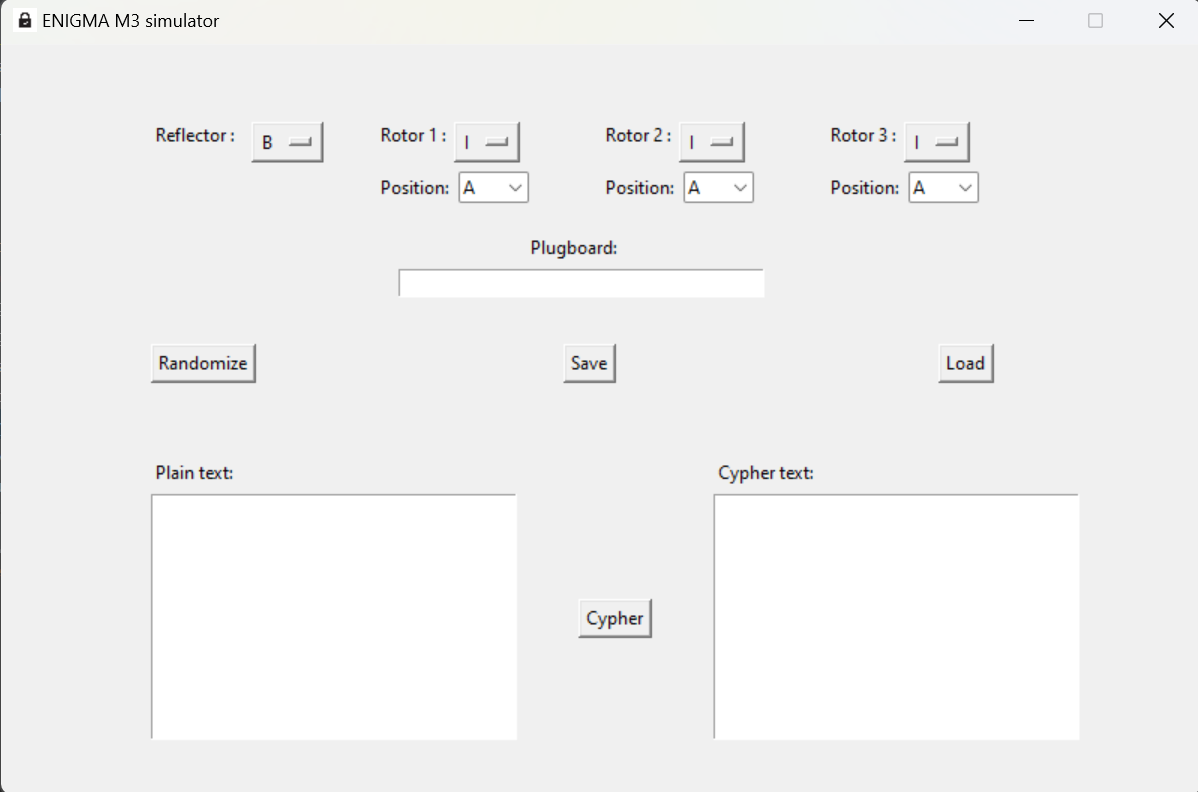 ENIGMA M3 simulator
Reflector : B Rotor 1 : I Rotor 2 : I Rotor 3 : I
Position: A Position: A Position: A
Plugboard:
Randomize Save Load
Plain text: Cypher text:
Cypher